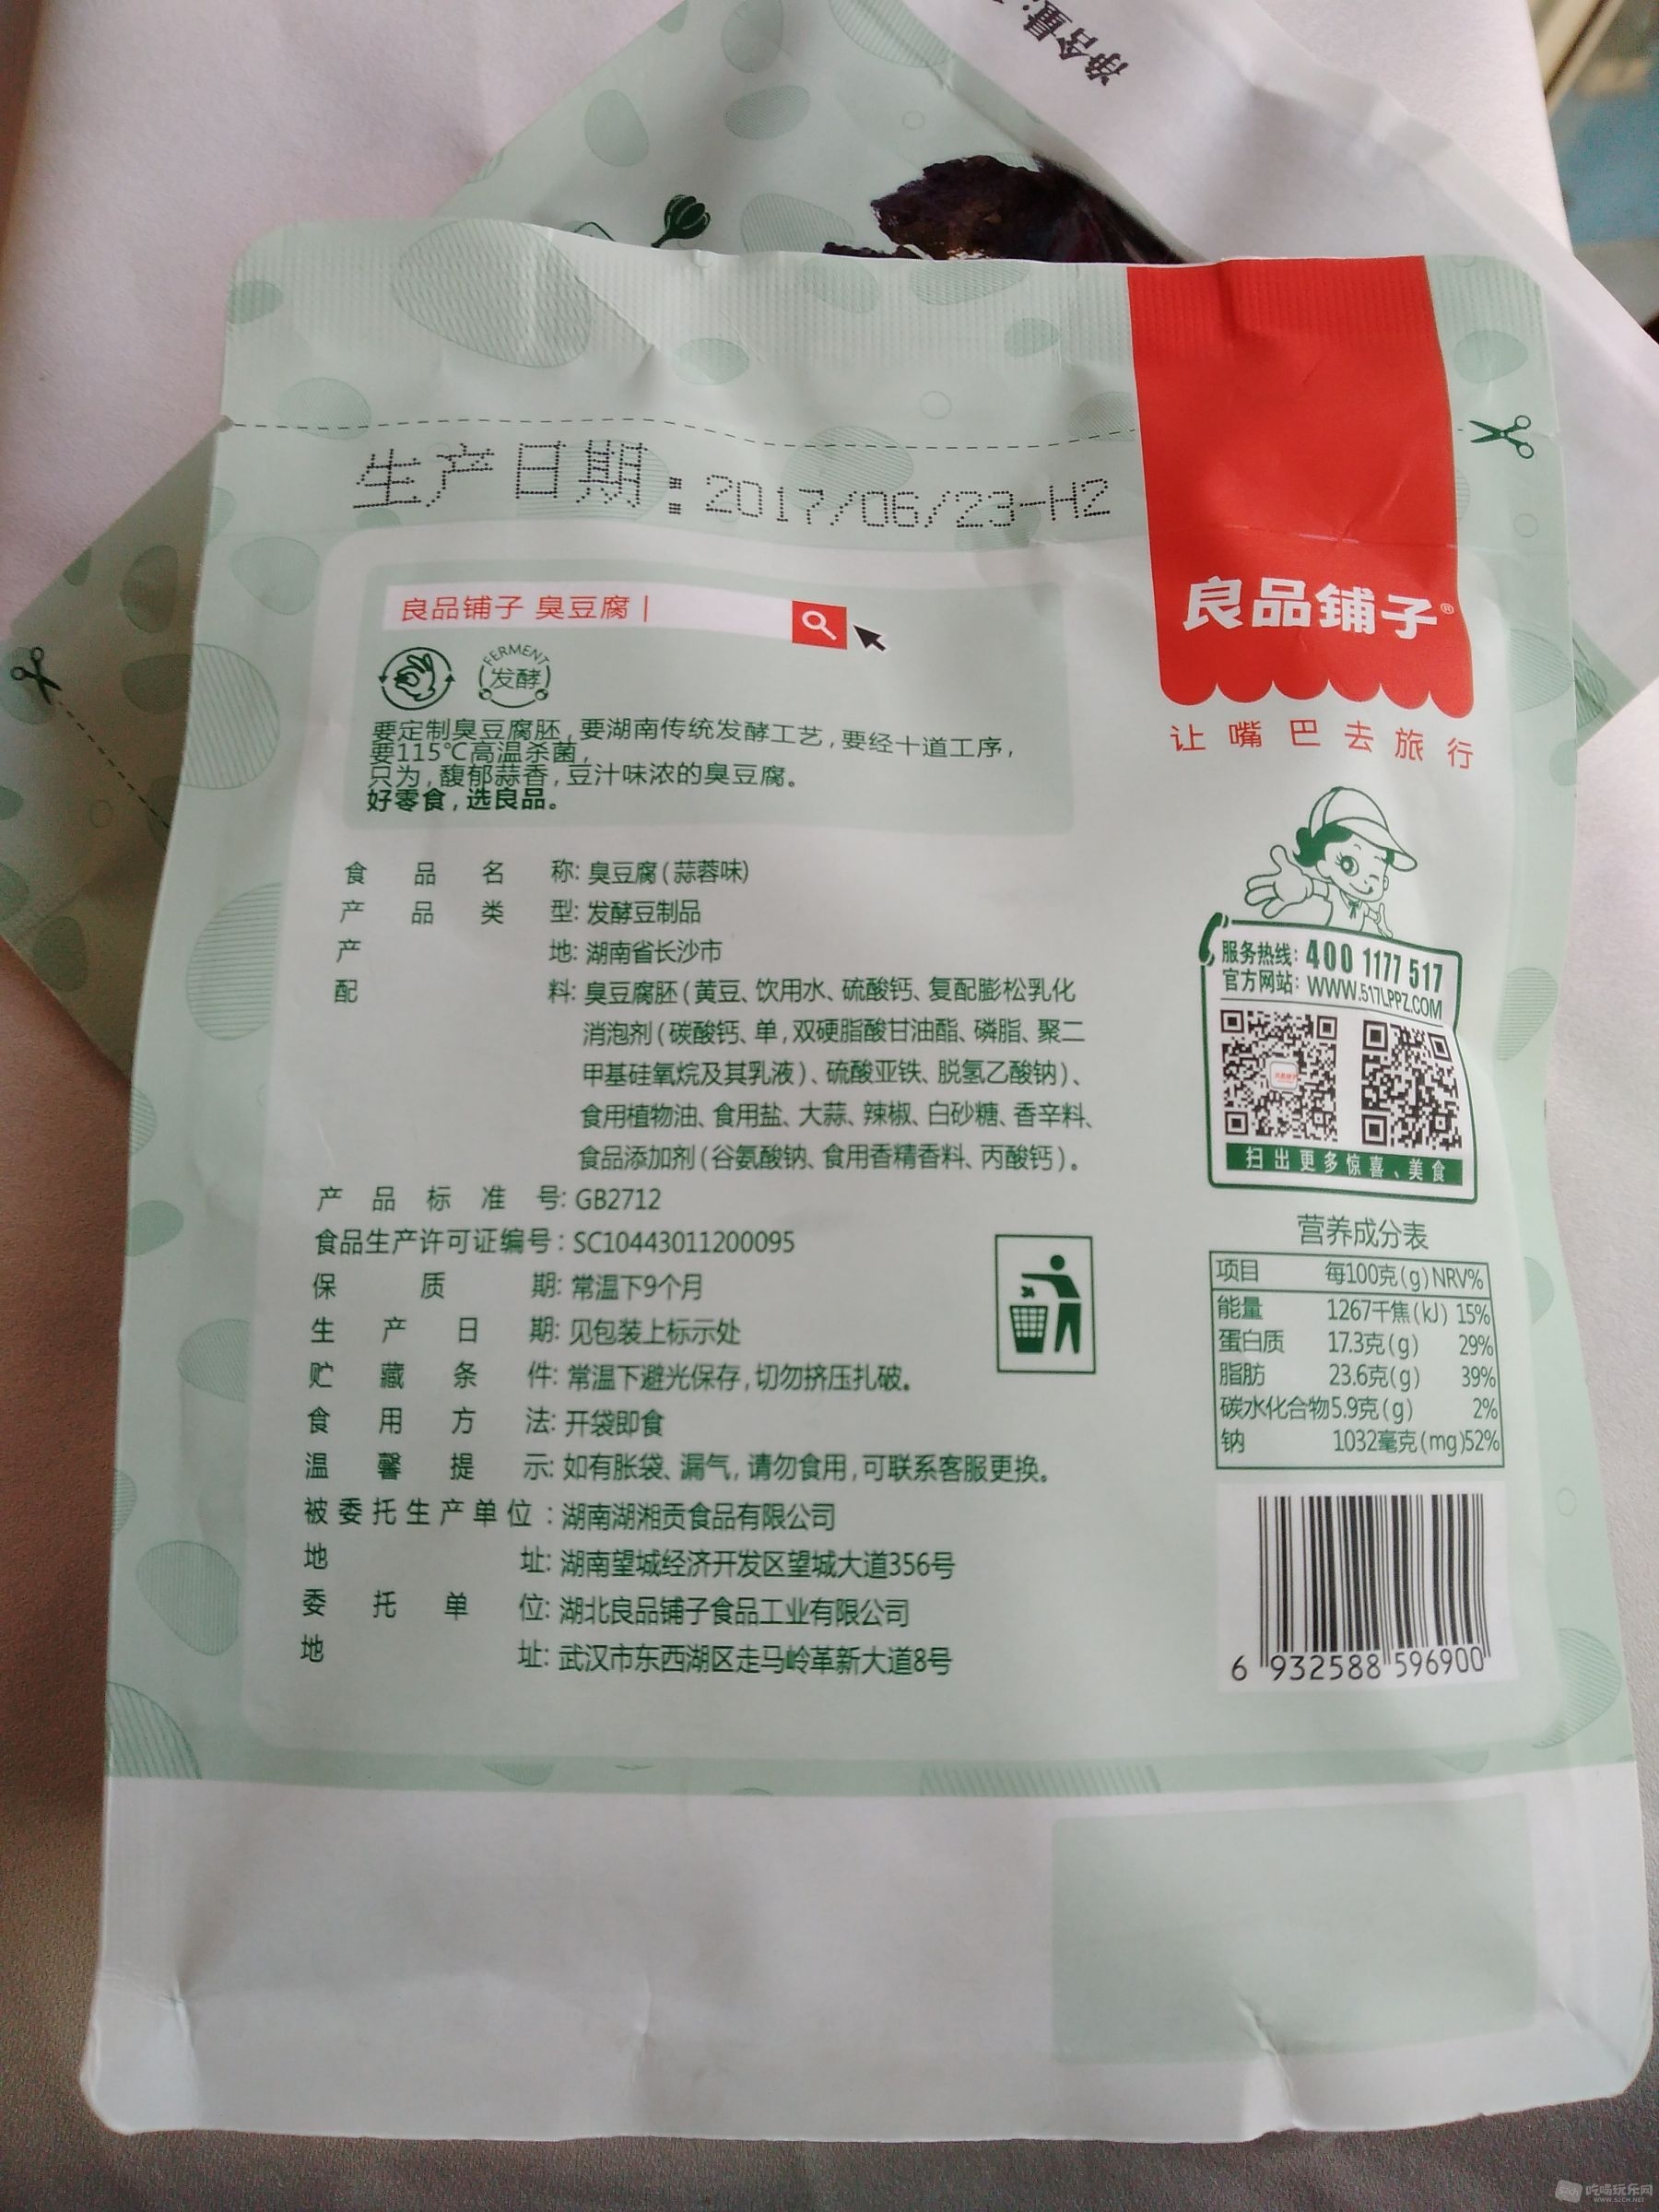 净含量:
生产日期:2017/06/23-H2
良品铺子 臭豆腐|
FERMENT
发酵
要定制臭豆腐胚,要湖南传统发酵工艺,要经十道工序,
要115℃高温杀菌,
只为,馥郁蒜香,豆汁味浓的臭豆腐。
好零食,选良品。
良品铺子®
让嘴巴去旅行
食品名称:臭豆腐(蒜蓉味)
产品类型:发酵豆制品
产地:湖南省长沙市
配料:臭豆腐胚(黄豆、饮用水、硫酸钙、复配膨松乳化
消泡剂(碳酸钙、单,双硬脂酸甘油酯、磷脂、聚二
甲基硅氧烷及其乳液)、硫酸亚铁、脱氢乙酸钠)、
食用植物油、食用盐、大蒜、辣椒、白砂糖、香辛料、
食品添加剂(谷氨酸钠、食用香精香料、丙酸钙)。
产品标准号:GB2712
食品生产许可证编号:SC10443011200095
保质期:常温下9个月
生产日期:见包装上标示处
贮藏条件:常温下避光保存,切勿挤压扎破。
食用方法:开袋即食
温馨提示:如有胀袋、漏气,请勿食用,可联系客服更换。
被委托生产单位:湖南湖湘贡食品有限公司
地址:湖南望城经济开发区望城大道356号
委托单位:湖北良品铺子食品工业有限公司
地址:武汉市东西湖区走马岭革新大道8号
服务热线:400 1177 517
官方网站:WWW.517LPPZ.COM
扫出更多惊喜、美食
营养成分表
项目 每100克(g) NRV%
能量 1267千焦(kJ) 15%
蛋白质 17.3克(g) 29%
脂肪 23.6克(g) 39%
碳水化合物 5.9克(g) 2%
钠 1032毫克(mg) 52%
6 932588 596900
吃喝玩乐网
WWW.52CH.NET